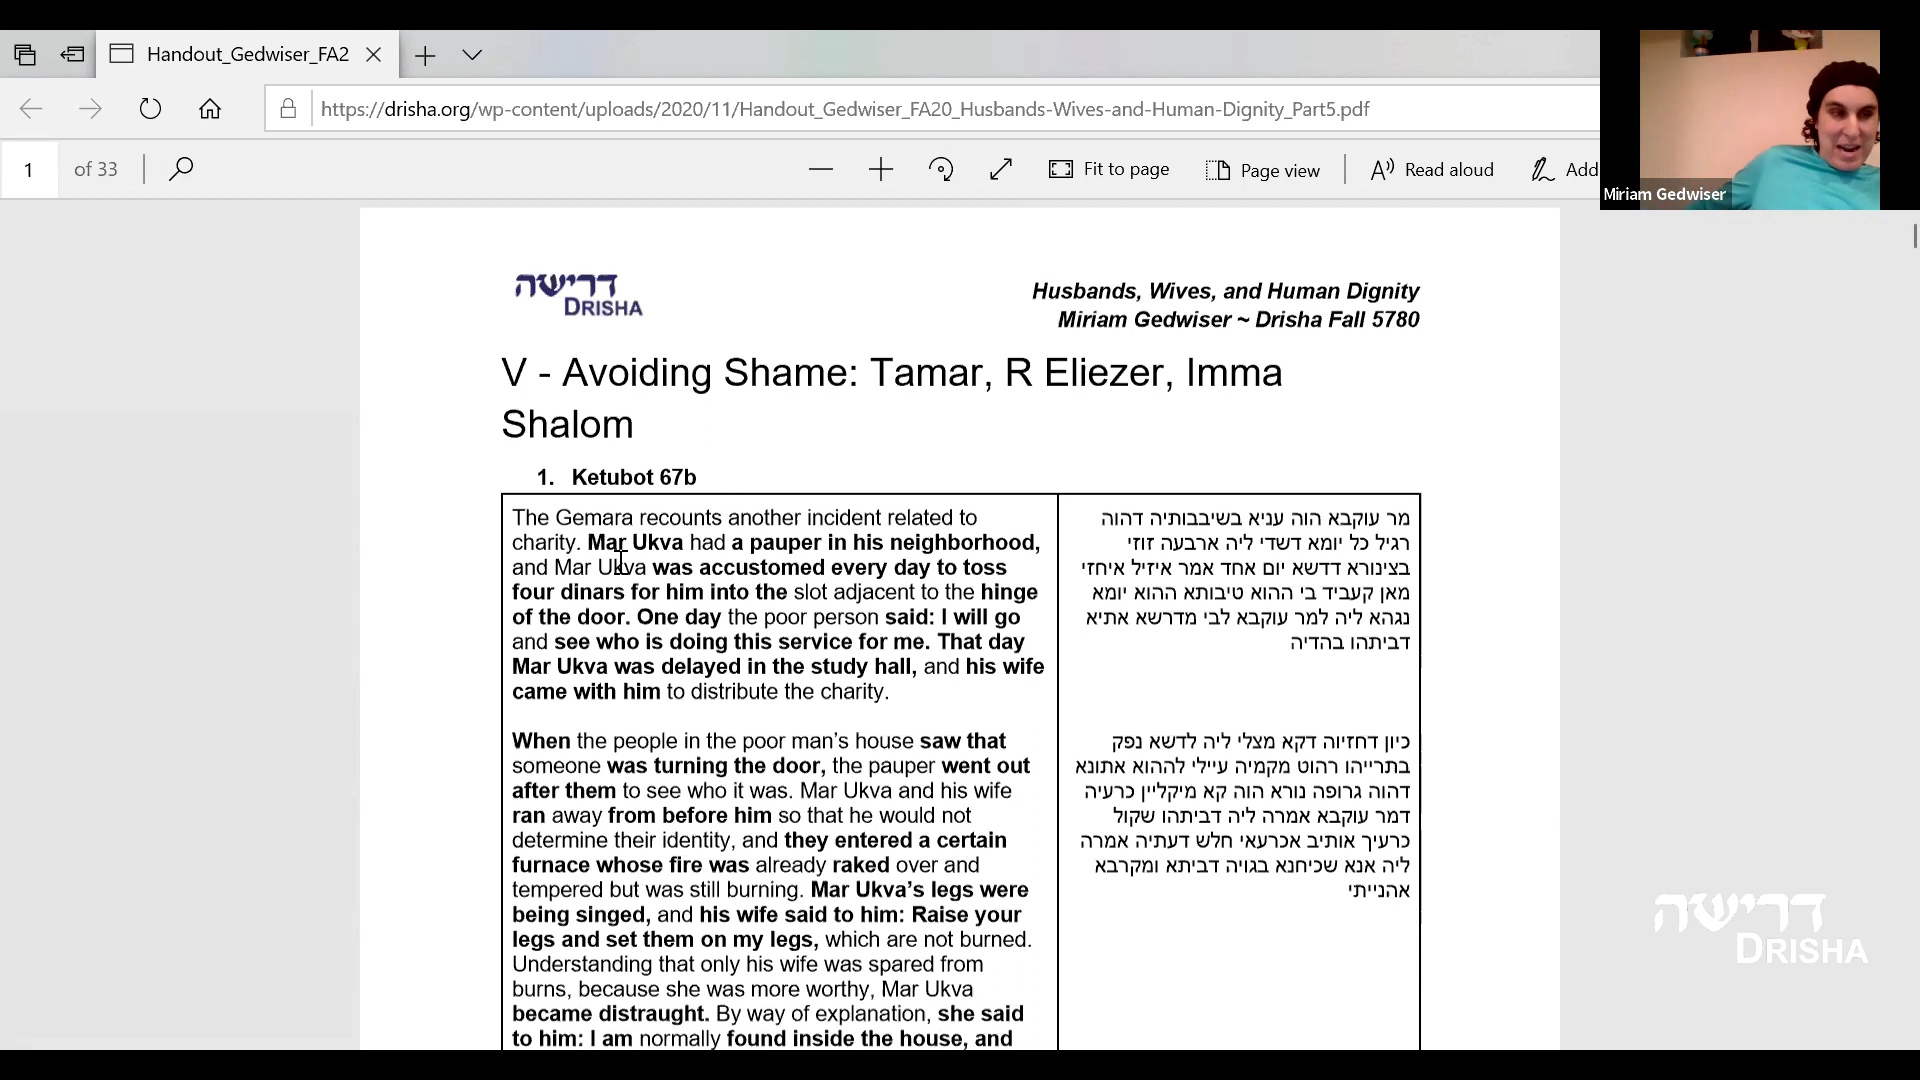 Handout_Gedwiser_FA2
https://drisha.org/wp-content/uploads/2020/11/Handout_Gedwiser_FA20_Husbands-Wives-and-Human-Dignity_Part5.pdf
1 of 33
Fit to page
Page view
Read aloud
Add
Miriam Gedwiser
דרישה
DRISHA
Husbands, Wives, and Human Dignity
Miriam Gedwiser ~ Drisha Fall 5780
V - Avoiding Shame: Tamar, R Eliezer, Imma
Shalom
1. Ketubot 67b
The Gemara recounts another incident related to
charity. Mar Ukva had a pauper in his neighborhood,
and Mar Ukva was accustomed every day to toss
four dinars for him into the slot adjacent to the hinge
of the door. One day the poor person said: I will go
and see who is doing this service for me. That day
Mar Ukva was delayed in the study hall, and his wife
came with him to distribute the charity.
When the people in the poor man's house saw that
someone was turning the door, the pauper went out
after them to see who it was. Mar Ukva and his wife
ran away from before him so that he would not
determine their identity, and they entered a certain
furnace whose fire was already raked over and
tempered but was still burning. Mar Ukva's legs were
being singed, and his wife said to him: Raise your
legs and set them on my legs, which are not burned.
Understanding that only his wife was spared from
burns, because she was more worthy, Mar Ukva
became distraught. By way of explanation, she said
to him: I am normally found inside the house, and
מר עוקבא הוה עניא בשיבבותיה דהוה
רגיל כל יומא דשדי ליה ארבעה זוזי
בצינורא דדשא יום אחד אמר איזיל איחזי
מאן קעביד בי ההוא טיבותא ההוא יומא
נגהא ליה למר עוקבא לבי מדרשא אתיא
דביתהו בהדיה
כיון דחזיוה דקא מצלי ליה לדשא נפק
בתרייהו רהוט מקמיה עיילי לההוא אתונא
דהוה גרופה נורא הוה קא מיקליין כרעיה
דמר עוקבא אמרה ליה דביתהו שקול
כרעיך אותיב אכרעאי חלש דעתיה אמרה
ליה אנא שכיחנא בגויה דביתא ומקרבא
אהנייתי
דרישה
DRISHA